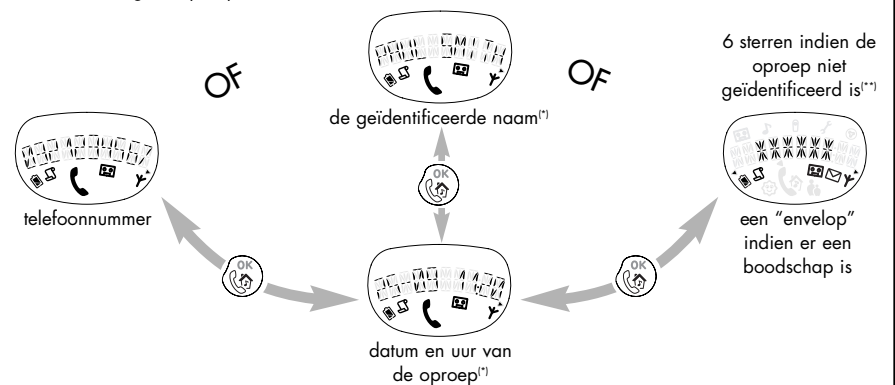 OF
OF
6 sterren indien de
oproep niet
geïdentificeerd is(**)
de geïdentificeerde naam(*)
OK
telefoonnummer
een “envelop”
indien er een
boodschap is
OK
OK
datum en uur van
de oproep(*)